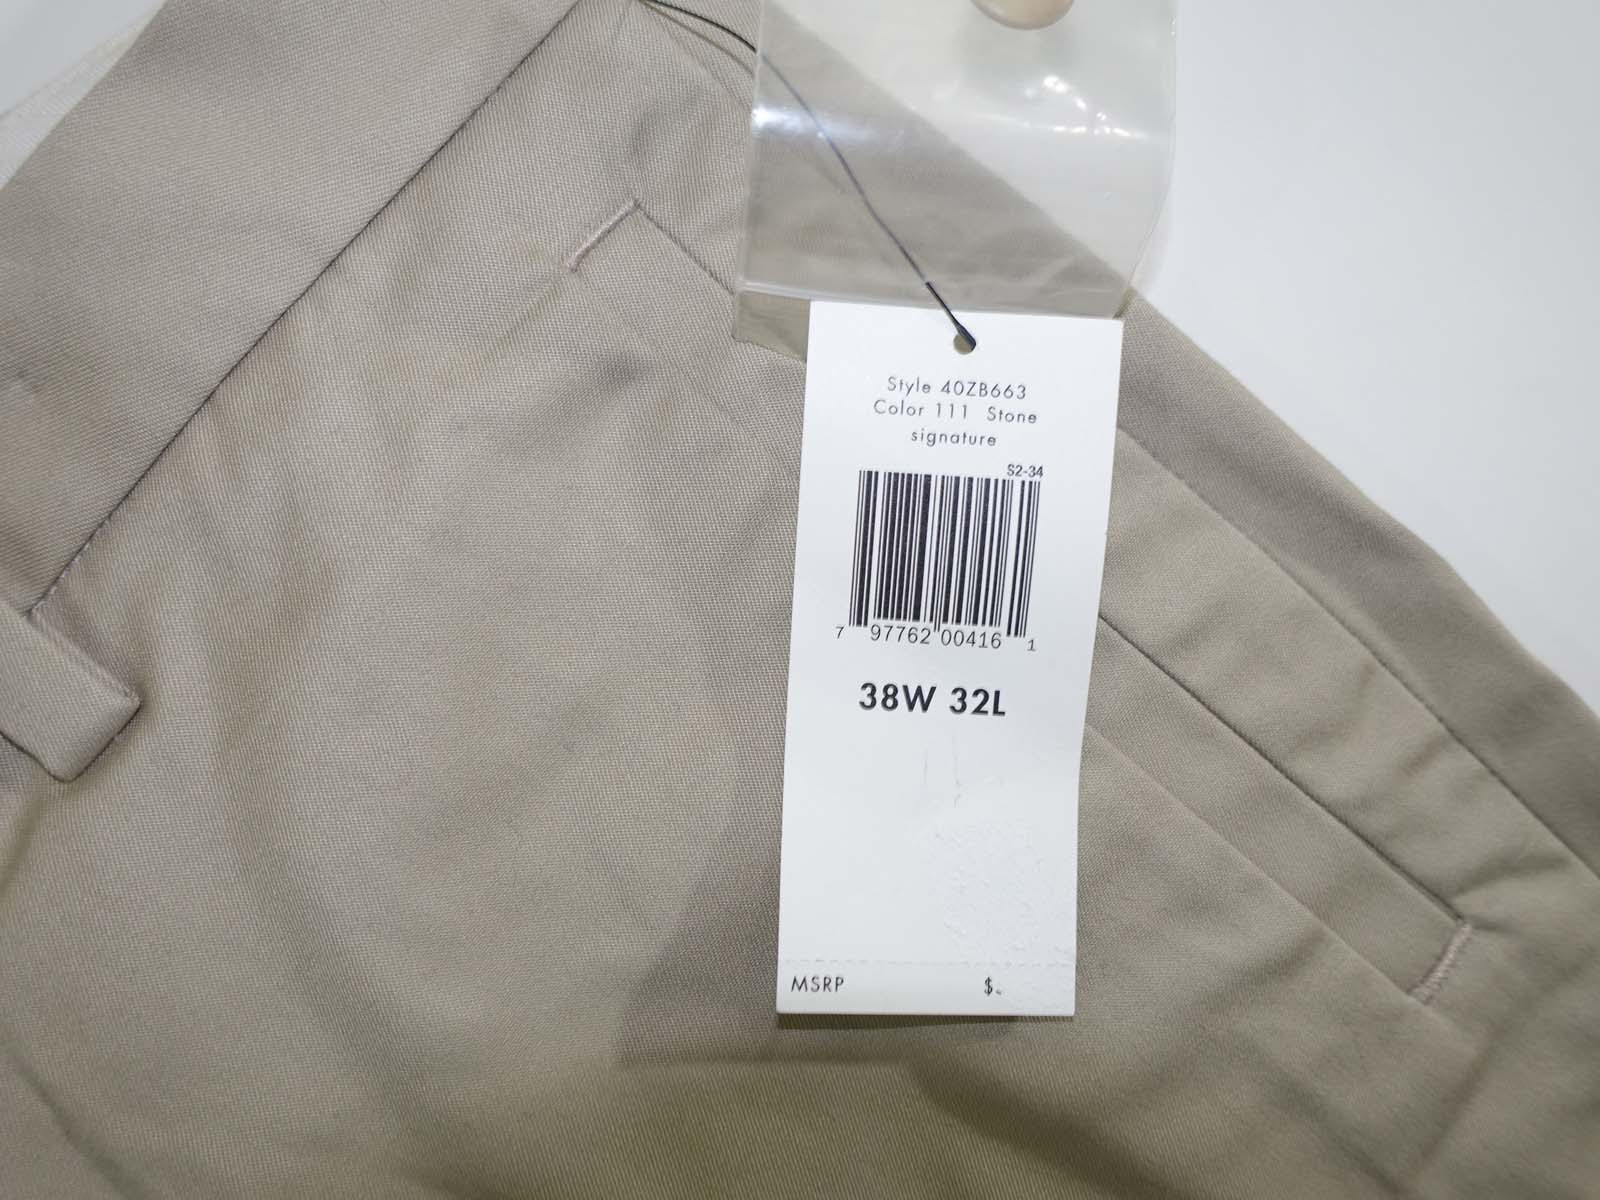 Style 40ZB663
Color 111 Stone
signature
S2-34
7 97762 00416 1
38W 32L
MSRP $